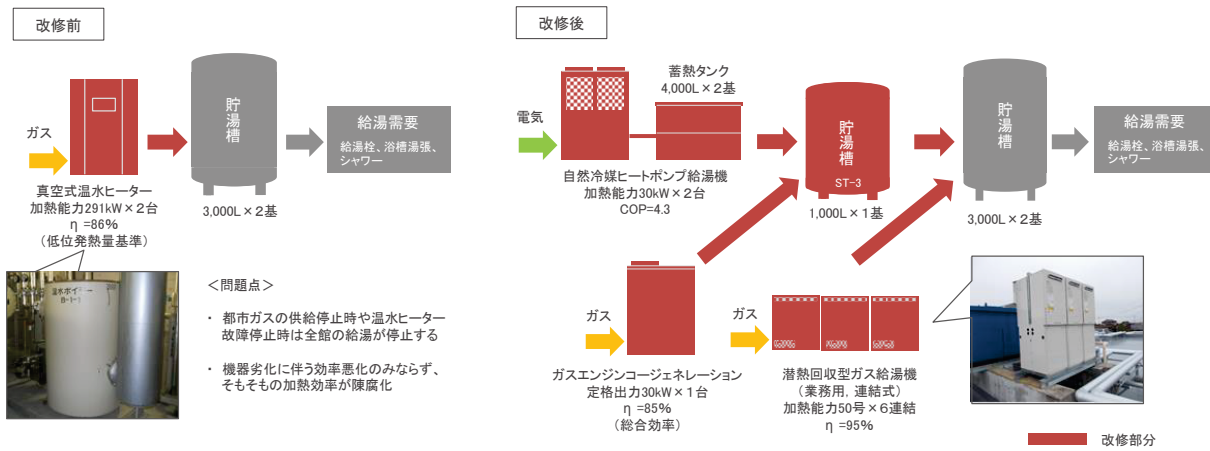 改修前
ガス
真空式温水ヒーター
加熱能力291kW×2台
η=86%
(低位発熱量基準)
貯湯槽
3,000L×2基
給湯需要
給湯栓、浴槽湯張、
シャワー
温水ボイラー
B-1-1
<問題点>
・ 都市ガスの供給停止時や温水ヒーター
故障停止時は全館の給湯が停止する
・ 機器劣化に伴う効率悪化のみならず、
そもそもの加熱効率が陳腐化
改修後
電気
自然冷媒ヒートポンプ給湯機
加熱能力30kW×2台
COP=4.3
蓄熱タンク
4,000L×2基
貯湯槽
ST-3
1,000L×1基
貯湯槽
3,000L×2基
給湯需要
給湯栓、浴槽湯張、
シャワー
ガス
ガスエンジンコージェネレーション
定格出力30kW×1台
η=85%
(総合効率)
ガス
潜熱回収型ガス給湯機
(業務用, 連結式)
加熱能力50号×6連結
η=95%
改修部分